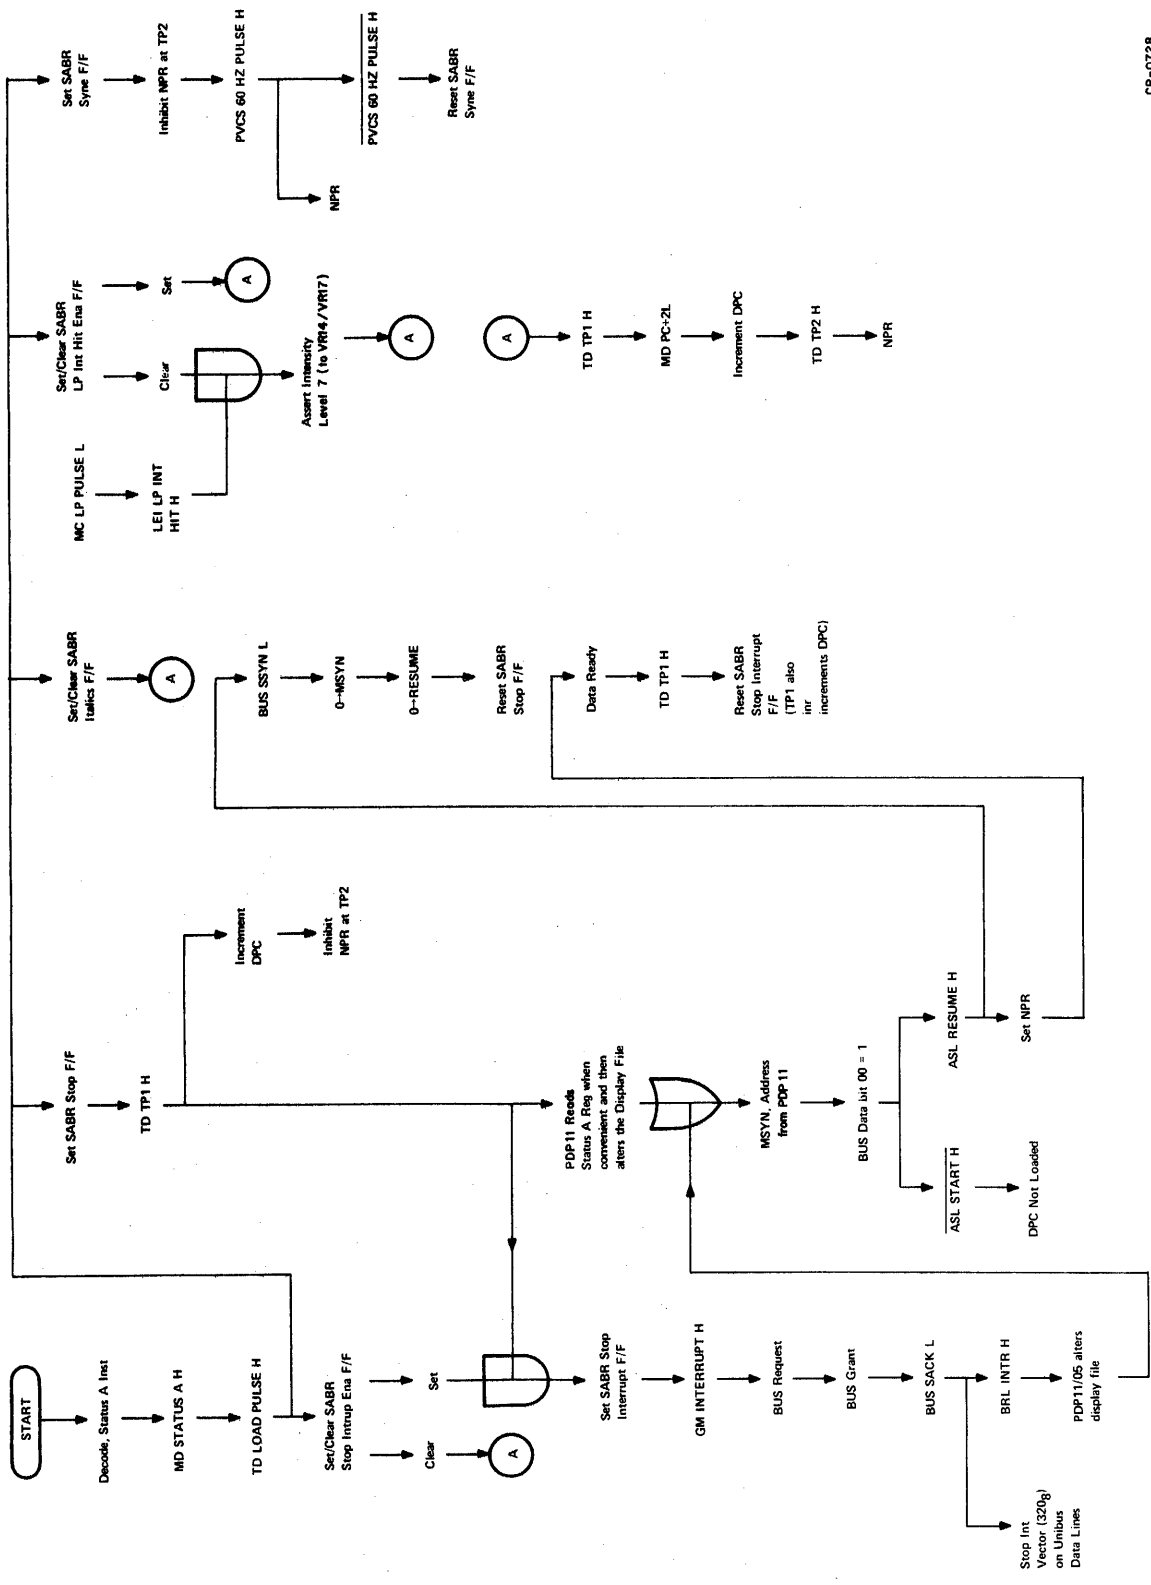 START
Decode, Status A Inst
MD STATUS A H
TD LOAD PULSE H
Set/Clear SABR
Stop Intrup Ena F/F
Clear
A
Set
Set SABR Stop
Interrupt F/F
GM INTERRUPT H
BUS Request
BUS Grant
BUS SACK L
BRL INTR H
PDP11/05 alters
display file
Stop Int
Vector (320₈)
on Unibus
Data Lines
Set SABR Stop F/F
TD TP1 H
Increment
DPC
Inhibit
NPR at TP2
PDP11 Reads
Status A Reg when
convenient and then
alters the Display File
MSYN, Address
from PDP11
BUS Data bit 00 = 1
ASL START H
DPC Not Loaded
ASL RESUME H
Set NPR
Set/Clear SABR
Italics F/F
A
BUS SSYN L
0→MSYN
0→RESUME
Reset SABR
Stop F/F
Data Ready
TD TP1 H
Reset SABR
Stop Interrupt
F/F
(TP1 also
inr
increments DPC)
MC LP PULSE L
LEI LP INT
HIT H
Set/Clear SABR
LP Int Hit Ena F/F
Clear
Set
A
Assert Intensity
Level 7 (to VR14/VR17)
A
A
TD TP1 H
MD PC+2L
Increment DPC
TD TP2 H
NPR
Set SABR
Syne F/F
Inhibit NPR at TP2
PVCS 60 HZ PULSE H
NPR
PVCS 60 HZ PULSE H
Reset SABR
Syne F/F
CP-0728